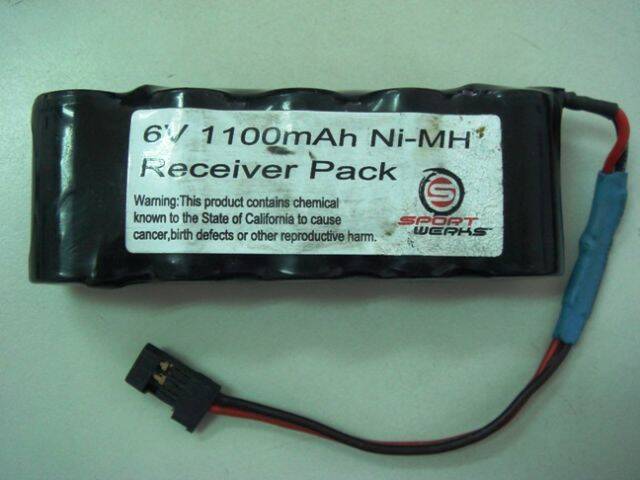 6V 1100mAh Ni-MH
Receiver Pack
Warning:This product contains chemical
known to the State of California to cause
cancer,birth defects or other reproductive harm.
S
SPORT
WERKS